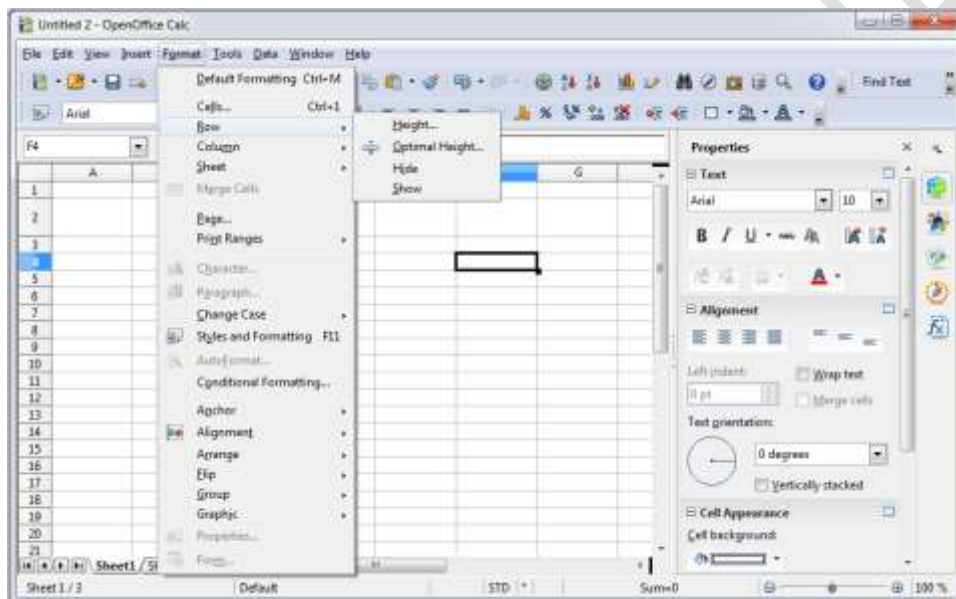 Untitled 2 - OpenOffice Calc
File Edit View Insert Format Tools Data Window Help
Find Text
Arial
F4
Default Formatting Ctrl+M
Cells... Ctrl+1
Row
Column
Sheet
Merge Cells
Page...
Print Ranges
Character...
Paragraph...
Change Case
Styles and Formatting F11
AutoFormat...
Conditional Formatting...
Anchor
Alignment
Arrange
Flip
Group
Graphic
Properties...
Form...
Height...
Optimal Height...
Hide
Show
A
G
1
2
3
4
5
6
7
8
9
10
11
12
13
14
15
16
17
18
19
20
21
Properties
Text
Arial 10
B I U
A
Alignment
Left indent:
0 pt
Wrap text
Merge cells
Text orientation:
0 degrees
Vertically stacked
Cell Appearance
Cell background:
Sheet1
Sheet 1 / 3 Default STD * Sum=0 100 %